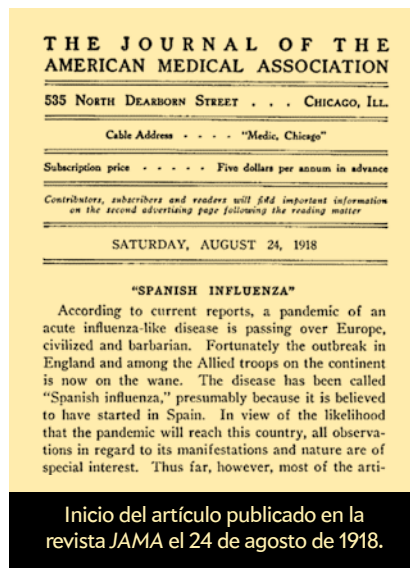 THE JOURNAL OF THE
AMERICAN MEDICAL ASSOCIATION
535 North Dearborn Street . . . Chicago, Ill.
Cable Address - - - - "Medic, Chicago"
Subscription price - - - - - Five dollars per annum in advance
Contributors, subscribers and readers will find important information
on the second advertising page following the reading matter
SATURDAY, AUGUST 24, 1918
"SPANISH INFLUENZA"
According to current reports, a pandemic of an
acute influenza-like disease is passing over Europe,
civilized and barbarian. Fortunately the outbreak in
England and among the Allied troops on the continent
is now on the wane. The disease has been called
"Spanish influenza," presumably because it is believed
to have started in Spain. In view of the likelihood
that the pandemic will reach this country, all observa-
tions in regard to its manifestations and nature are of
special interest. Thus far, however, most of the arti-
Inicio del artículo publicado en la
revista JAMA el 24 de agosto de 1918.